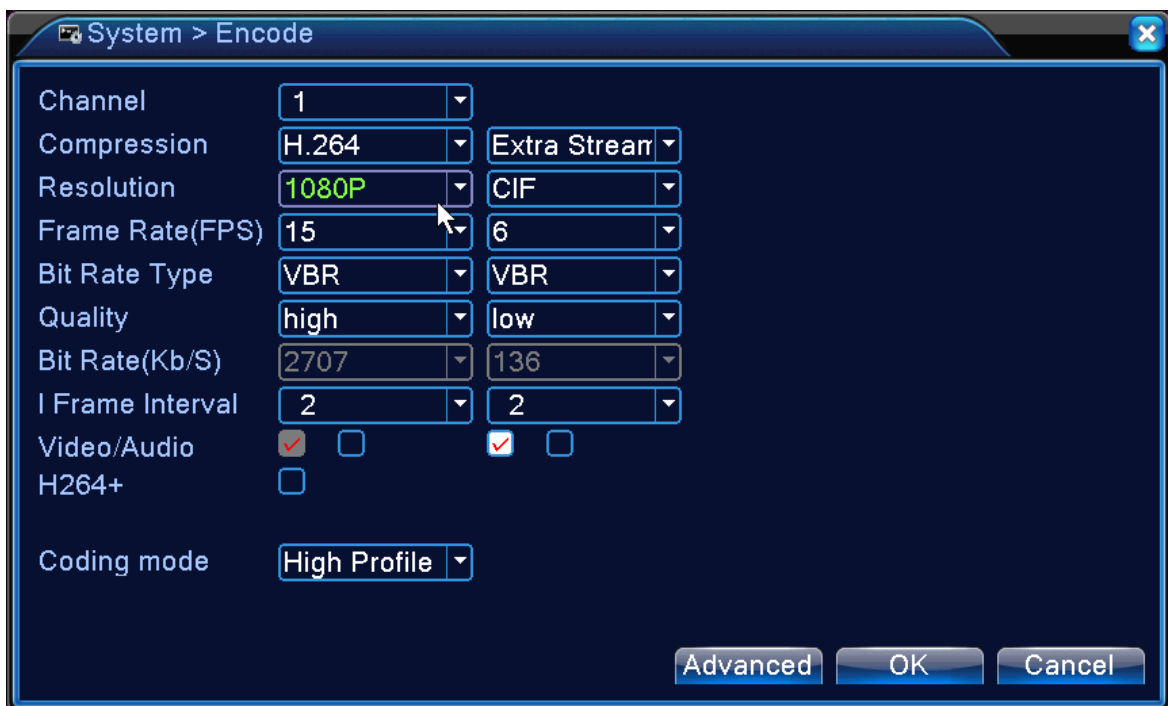 System > Encode
Channel 1
Compression H.264 Extra Stream
Resolution 1080P CIF
Frame Rate(FPS) 15 6
Bit Rate Type VBR VBR
Quality high low
Bit Rate(Kb/S) 2707 136
I Frame Interval 2 2
Video/Audio
H264+
Coding mode High Profile
Advanced OK Cancel